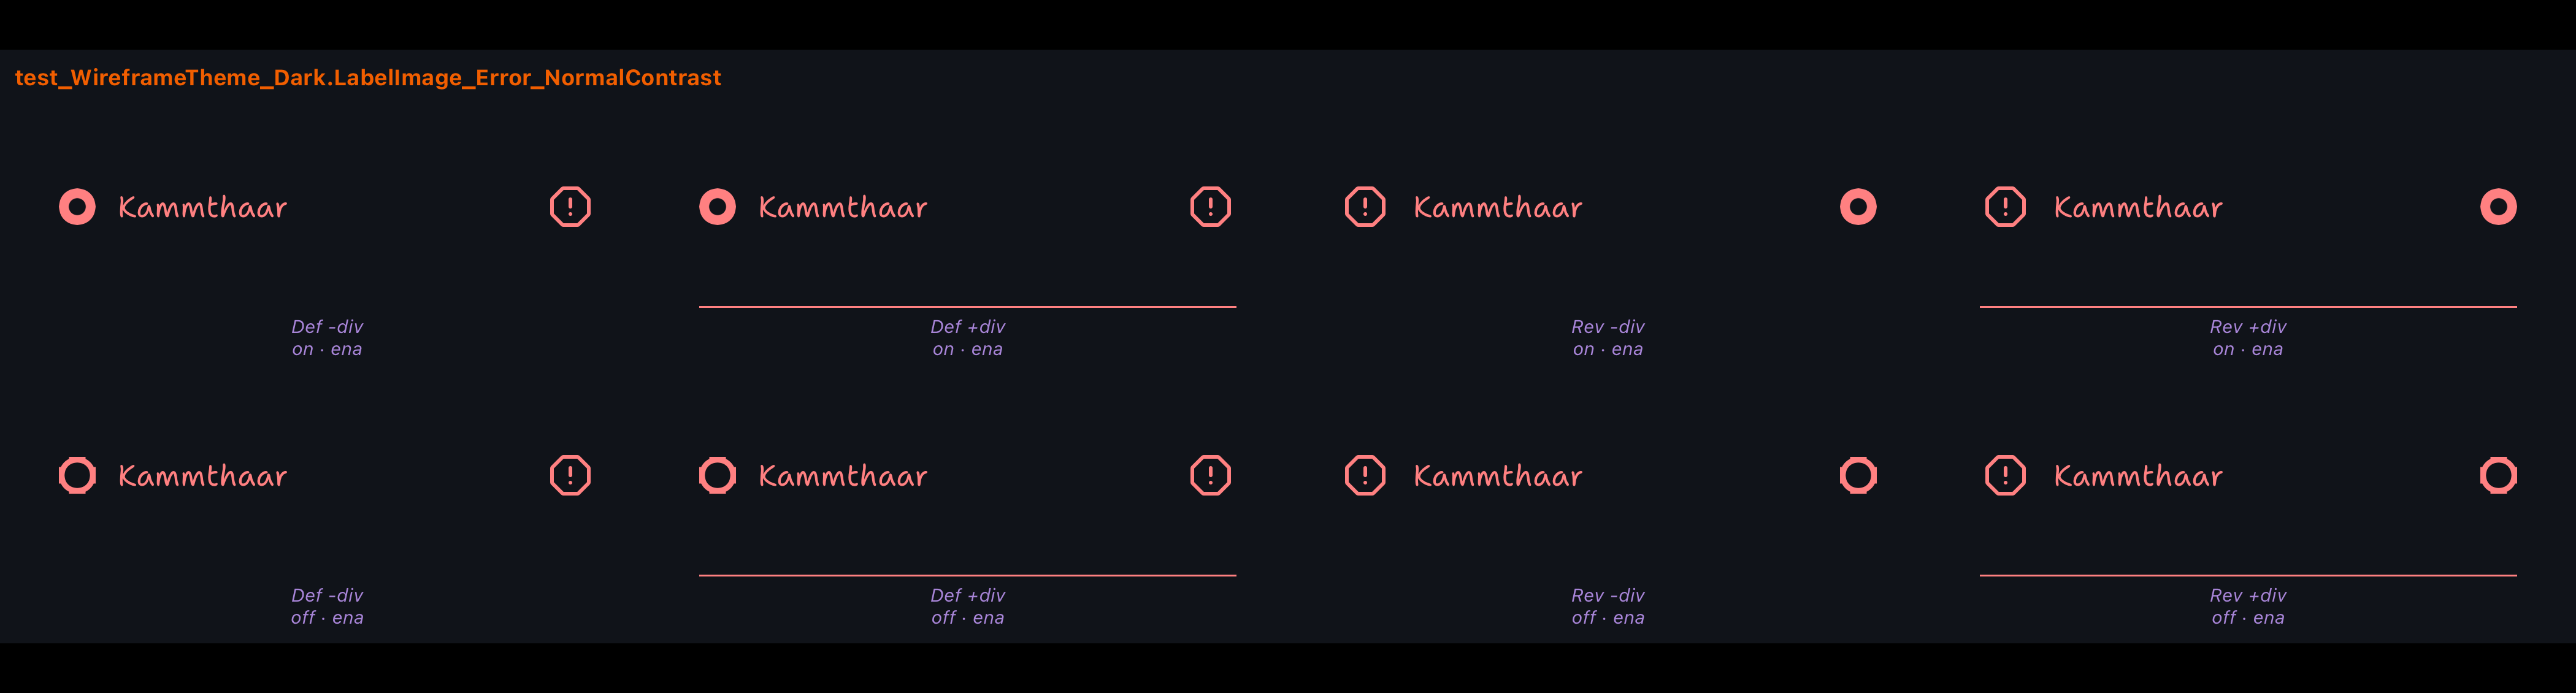 test_WireframeTheme_Dark.LabelImage_Error_NormalContrast
Kammthaar
Kammthaar
Kammthaar
Kammthaar
Def -div
on · ena
Def +div
on · ena
Rev -div
on · ena
Rev +div
on · ena
Kammthaar
Kammthaar
Kammthaar
Kammthaar
Def -div
off · ena
Def +div
off · ena
Rev -div
off · ena
Rev +div
off · ena